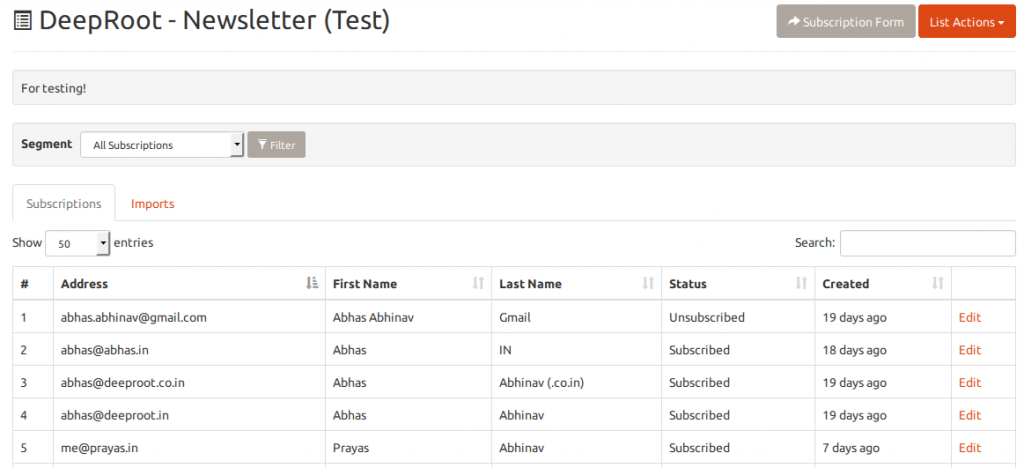 DeepRoot - Newsletter (Test)
Subscription Form
List Actions
For testing!
Segment All Subscriptions Filter
Subscriptions Imports
Show 50 entries Search:
# Address First Name Last Name Status Created
1 abhas.abhinav@gmail.com Abhas Abhinav Gmail Unsubscribed 19 days ago Edit
2 abhas@abhas.in Abhas IN Subscribed 18 days ago Edit
3 abhas@deeproot.co.in Abhas Abhinav (.co.in) Subscribed 19 days ago Edit
4 abhas@deeproot.in Abhas Abhinav Subscribed 19 days ago Edit
5 me@prayas.in Prayas Abhinav Subscribed 7 days ago Edit